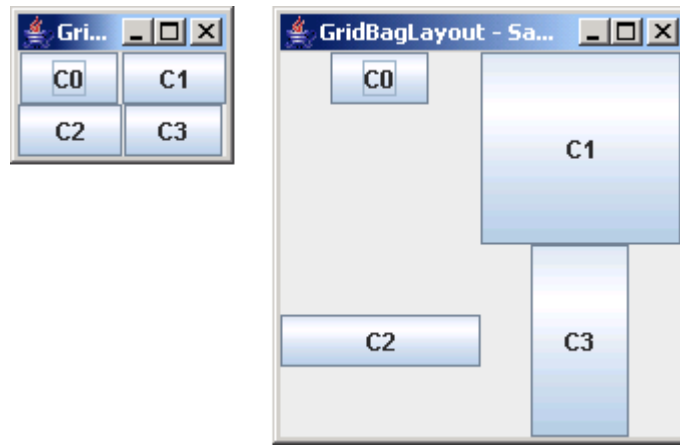 Gri...
C0 C1
C2 C3
GridBagLayout - Sa...
C0
C1
C2
C3